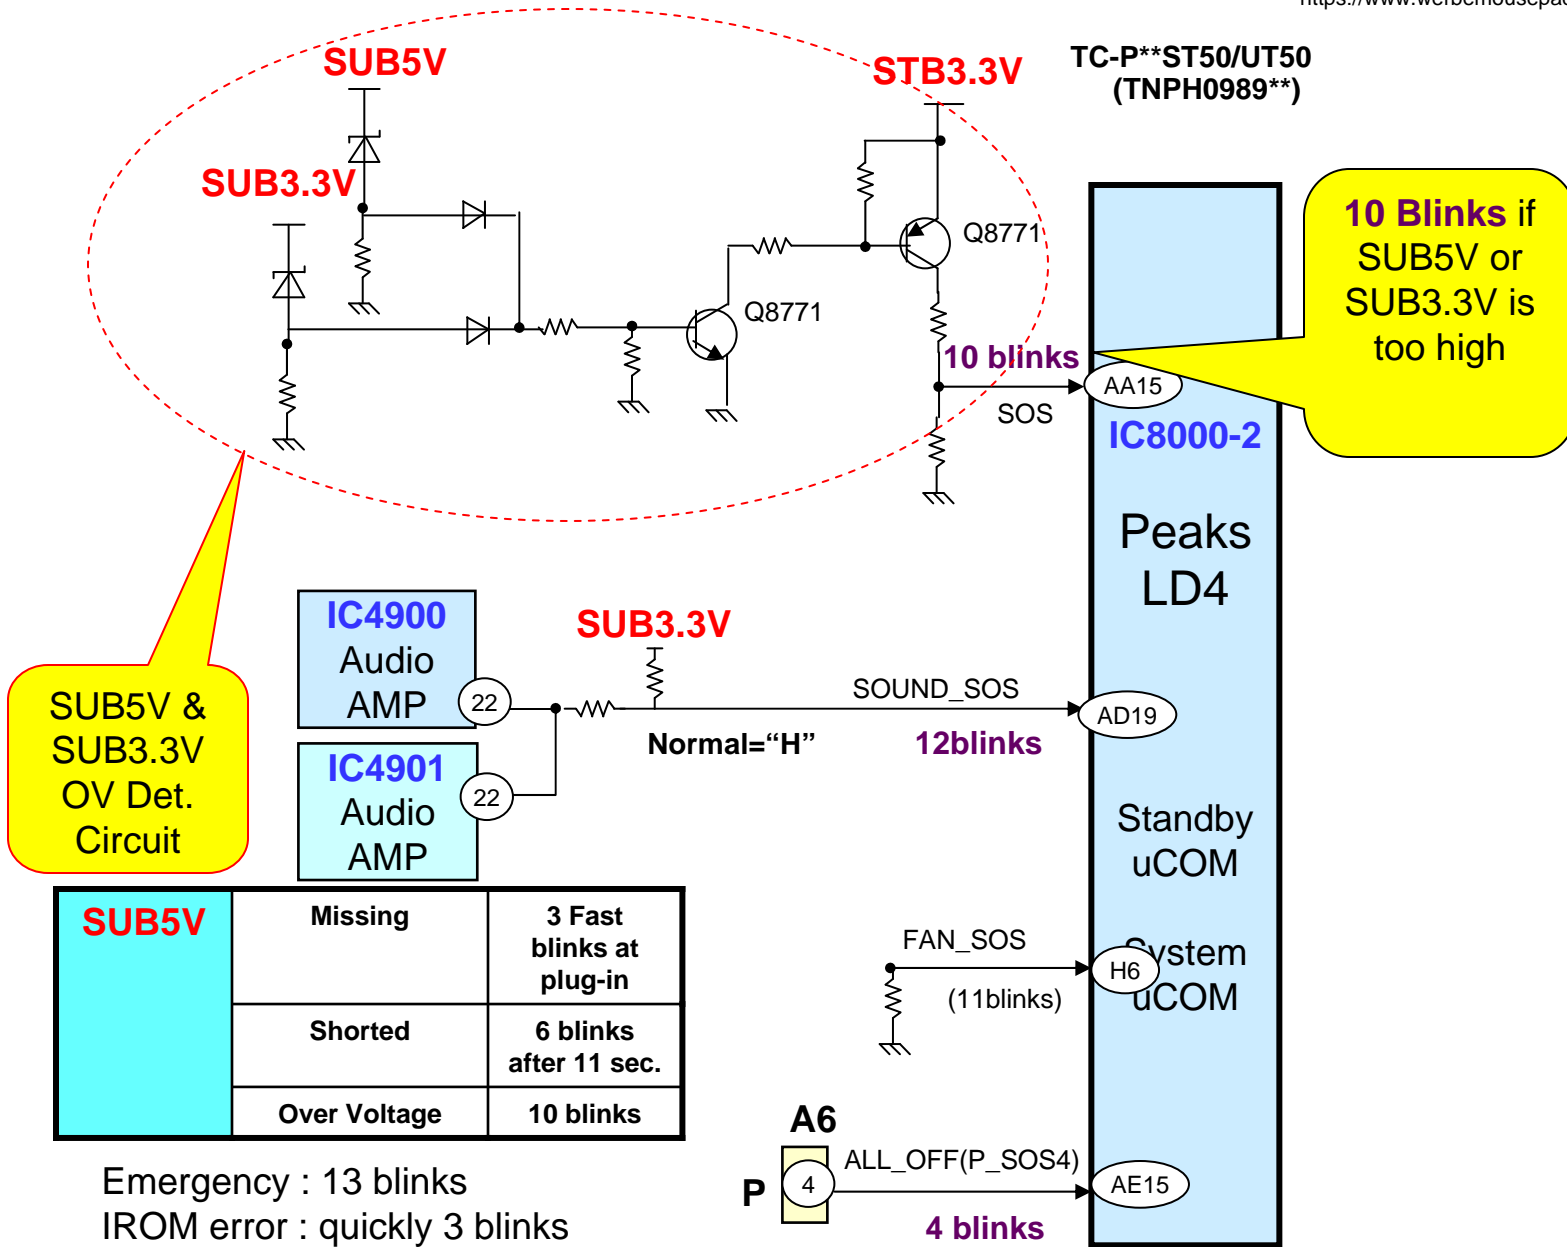 https://www.werbemousepad
TC-P**ST50/UT50
(TNPH0989**)
SUB5V
STB3.3V
SUB3.3V
Q8771
Q8771
10 Blinks if
SUB5V or
SUB3.3V is
too high
10 blinks
SOS
AA15
IC8000-2
Peaks
LD4
IC4900
Audio
AMP
22
SUB3.3V
SOUND_SOS
AD19
Normal=“H”
12blinks
SUB5V &
SUB3.3V
OV Det.
Circuit
IC4901
Audio
AMP
22
Standby
uCOM
System
uCOM
FAN_SOS
H6
(11blinks)
SUB5V
Missing
3 Fast
blinks at
plug-in
Shorted
6 blinks
after 11 sec.
Over Voltage
10 blinks
A6
P
4
ALL_OFF(P_SOS4)
AE15
4 blinks
Emergency : 13 blinks
IROM error : quickly 3 blinks